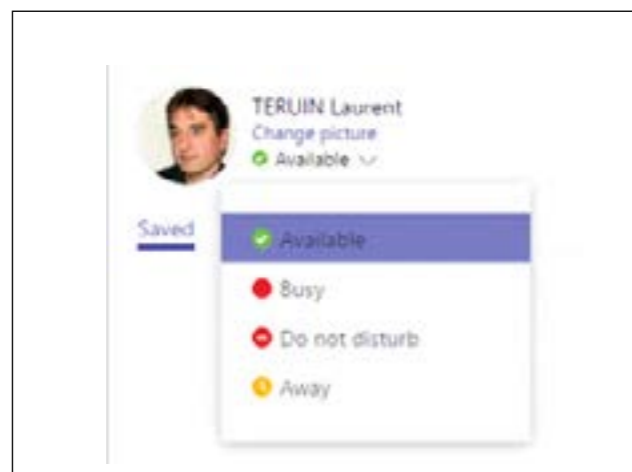 TERUIN Laurent
Change picture
Available
Saved
Available
Busy
Do not disturb
Away